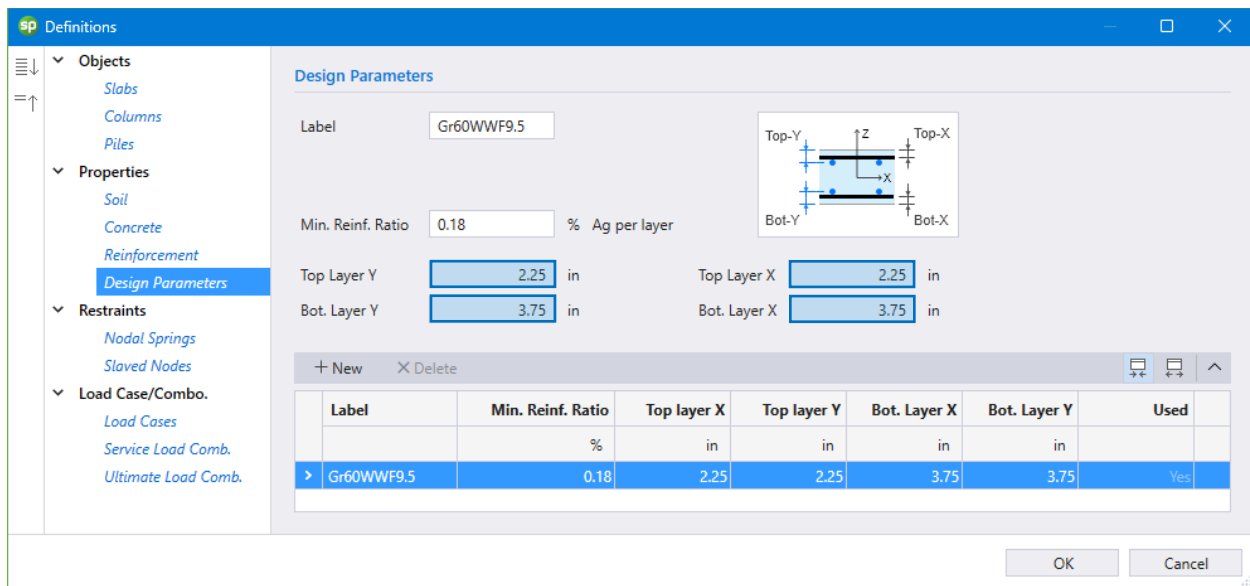 sp Definitions
Objects
Slabs
Columns
Piles
Properties
Soil
Concrete
Reinforcement
Design Parameters
Restraints
Nodal Springs
Slaved Nodes
Load Case/Combo.
Load Cases
Service Load Comb.
Ultimate Load Comb.
Design Parameters
Label Gr60WWF9.5
Top-Y Z Top-X
X
Bot-Y Bot-X
Min. Reinf. Ratio 0.18 % Ag per layer
Top Layer Y 2.25 in Top Layer X 2.25 in
Bot. Layer Y 3.75 in Bot. Layer X 3.75 in
New Delete
Label Min. Reinf. Ratio Top layer X Top layer Y Bot. Layer X Bot. Layer Y Used
% in in in in
Gr60WWF9.5 0.18 2.25 2.25 3.75 3.75 Yes
OK Cancel